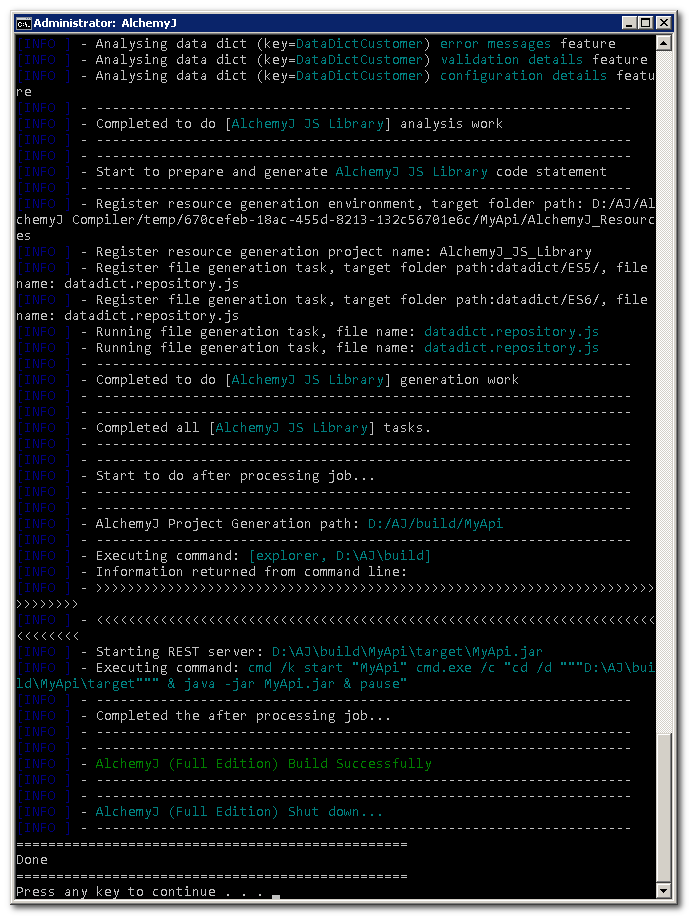 Administrator: AlchemyJ
[INFO ] - Analysing data dict (key=DataDictCustomer) error messages feature
[INFO ] - Analysing data dict (key=DataDictCustomer) validation details feature
[INFO ] - Analysing data dict (key=DataDictCustomer) configuration details featu
re
[INFO ] - -------------------------------------------------------------------
[INFO ] - Completed to do [AlchemyJ JS Library] analysis work
[INFO ] - -------------------------------------------------------------------
[INFO ] - -------------------------------------------------------------------
[INFO ] - Start to prepare and generate AlchemyJ JS Library code statement
[INFO ] - -------------------------------------------------------------------
[INFO ] - Register resource generation environment, target folder path: D:/AJ/Al
chemyJ Compiler/temp/670cefeb-18ac-455d-8213-132c56701e6c/MyApi/AlchemyJ_Resourc
es
[INFO ] - Register resource generation project name: AlchemyJ_JS_Library
[INFO ] - Register file generation task, target folder path:datadict/ES5/, file
name: datadict.repository.js
[INFO ] - Register file generation task, target folder path:datadict/ES6/, file
name: datadict.repository.js
[INFO ] - Running file generation task, file name: datadict.repository.js
[INFO ] - Running file generation task, file name: datadict.repository.js
[INFO ] - -------------------------------------------------------------------
[INFO ] - Completed to do [AlchemyJ JS Library] generation work
[INFO ] - -------------------------------------------------------------------
[INFO ] - -------------------------------------------------------------------
[INFO ] - Completed all [AlchemyJ JS Library] tasks.
[INFO ] - -------------------------------------------------------------------
[INFO ] - -------------------------------------------------------------------
[INFO ] - Start to do after processing job...
[INFO ] - -------------------------------------------------------------------
[INFO ] - -------------------------------------------------------------------
[INFO ] - AlchemyJ Project Generation path: D:/AJ/build/MyApi
[INFO ] - -------------------------------------------------------------------
[INFO ] - Executing command: [explorer, D:\AJ\build]
[INFO ] - Information returned from command line:
[INFO ] - >>>>>>>>>>>>>>>>>>>>>>>>>>>>>>>>>>>>>>>>>>>>>>>>>>>>>>>>>>>>>>>>>>>>>>
>>>>>>>>
[INFO ] - <<<<<<<<<<<<<<<<<<<<<<<<<<<<<<<<<<<<<<<<<<<<<<<<<<<<<<<<<<<<<<<<<<<<<<
<<<<<<<<
[INFO ] - Starting REST server: D:\AJ\build\MyApi\target\MyApi.jar
[INFO ] - Executing command: cmd /k start "MyApi" cmd.exe /c "cd /d """D:\AJ\bui
ld\MyApi\target""" & java -jar MyApi.jar & pause"
[INFO ] - -------------------------------------------------------------------
[INFO ] - Completed the after processing job...
[INFO ] - -------------------------------------------------------------------
[INFO ] - -------------------------------------------------------------------
[INFO ] - AlchemyJ (Full Edition) Build Successfully
[INFO ] - -------------------------------------------------------------------
[INFO ] - -------------------------------------------------------------------
[INFO ] - AlchemyJ (Full Edition) Shut down...
[INFO ] - -------------------------------------------------------------------
=================================================
Done
=================================================
Press any key to continue . . .